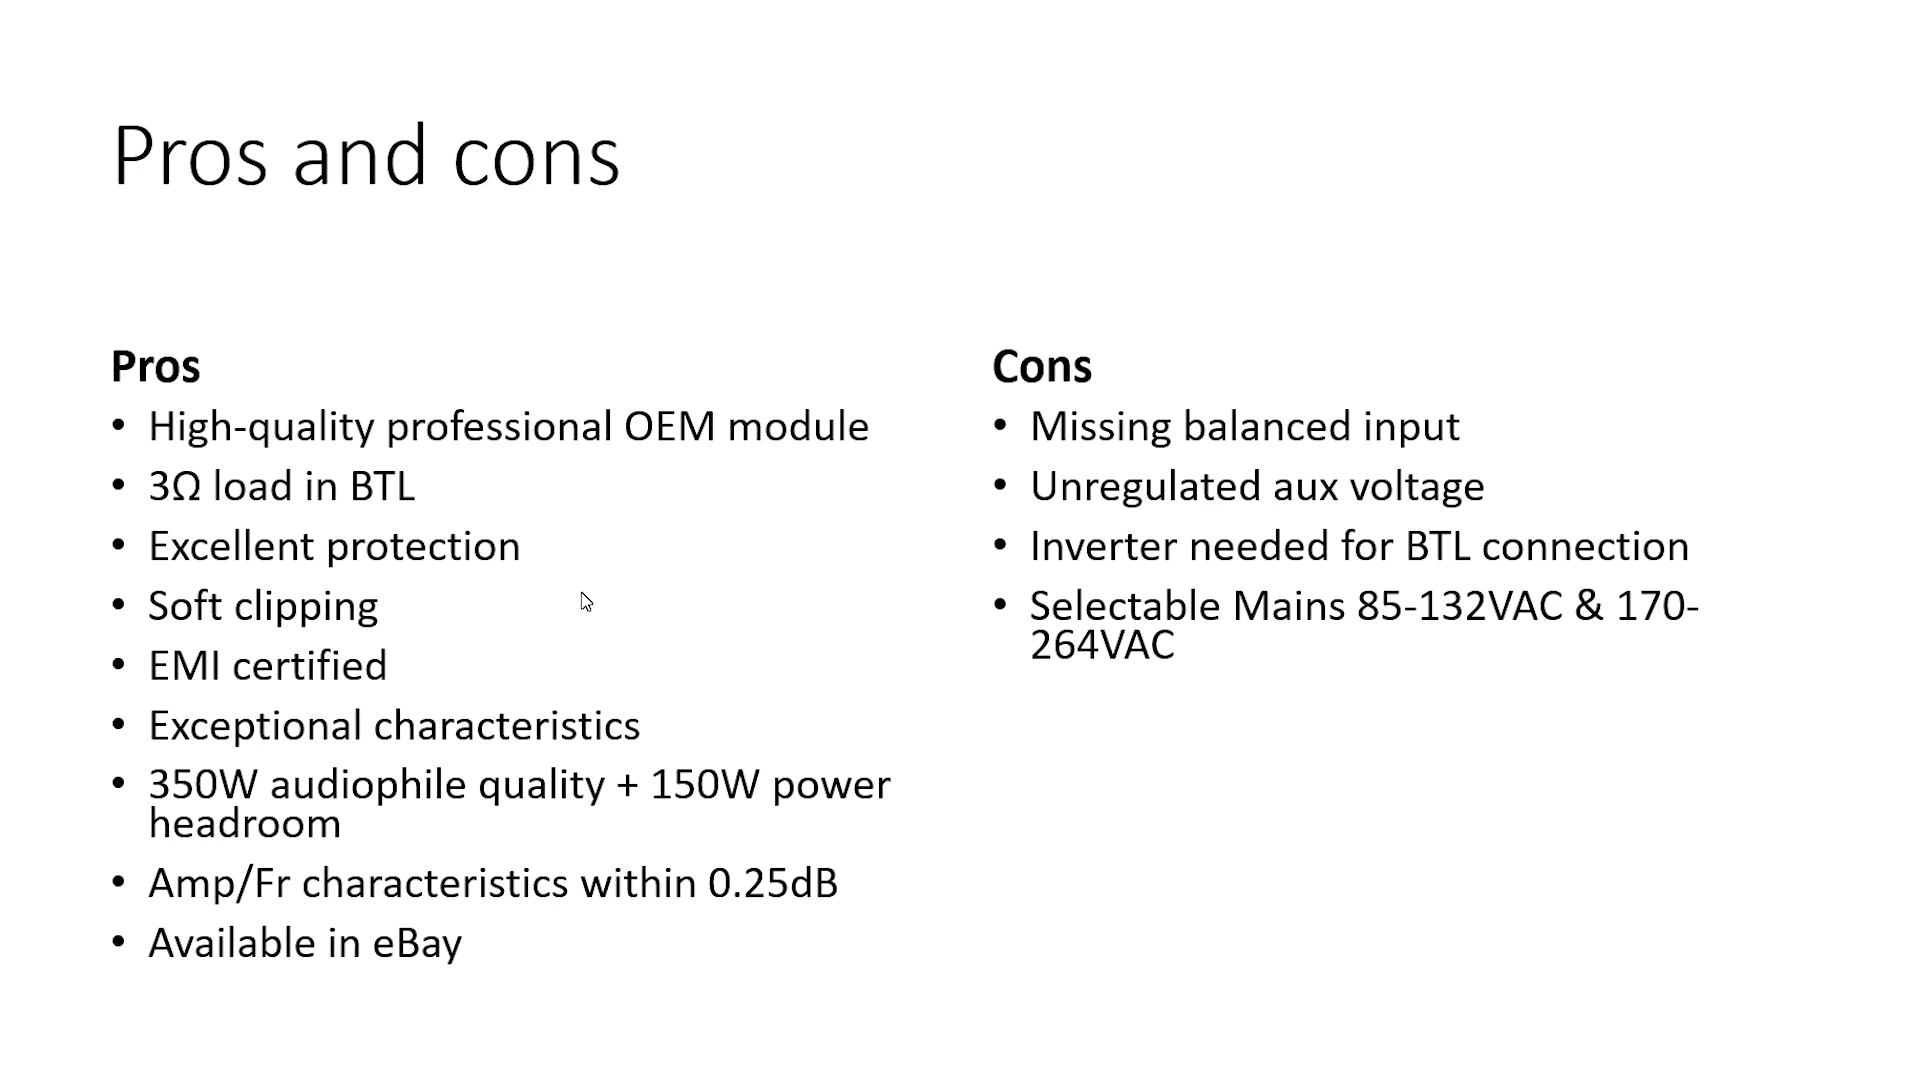 Pros and cons
Pros
• High-quality professional OEM module
• 3Ω load in BTL
• Excellent protection
• Soft clipping
• EMI certified
• Exceptional characteristics
• 350W audiophile quality + 150W power
headroom
• Amp/Fr characteristics within 0.25dB
• Available in eBay
Cons
• Missing balanced input
• Unregulated aux voltage
• Inverter needed for BTL connection
• Selectable Mains 85-132VAC & 170-
264VAC